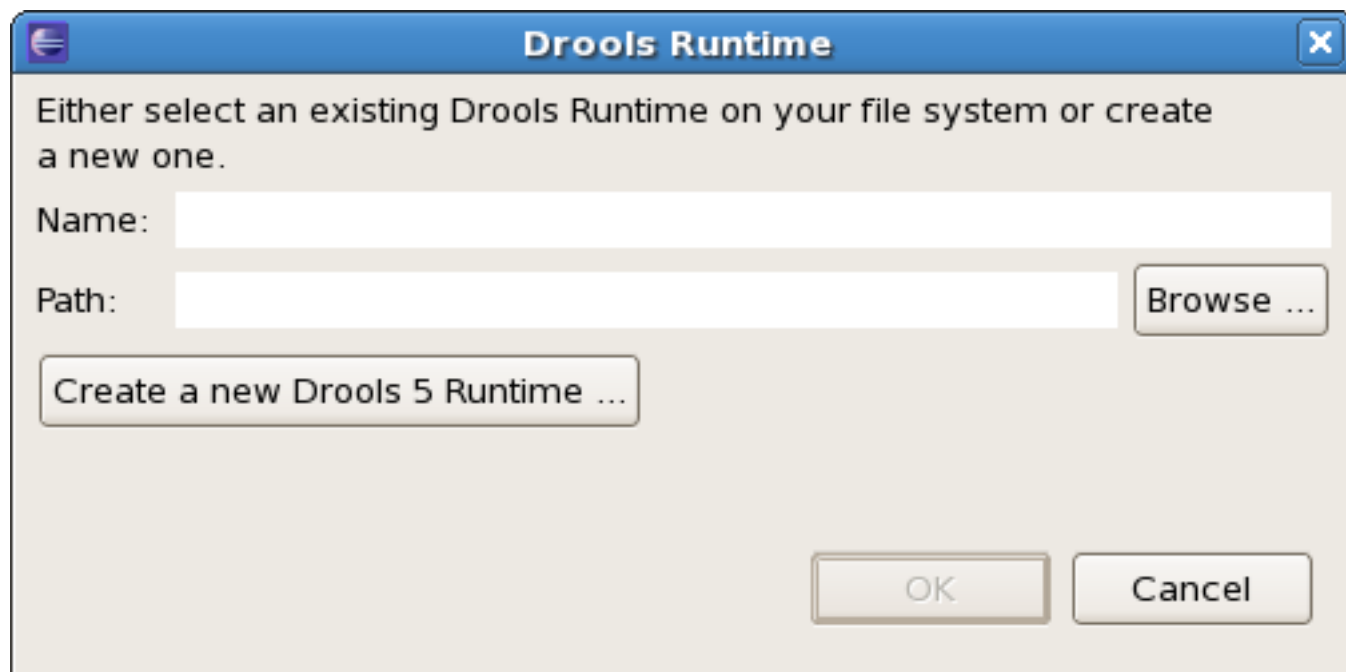 Drools Runtime
Either select an existing Drools Runtime on your file system or create
a new one.
Name:
Path:
Browse ...
Create a new Drools 5 Runtime ...
OK
Cancel